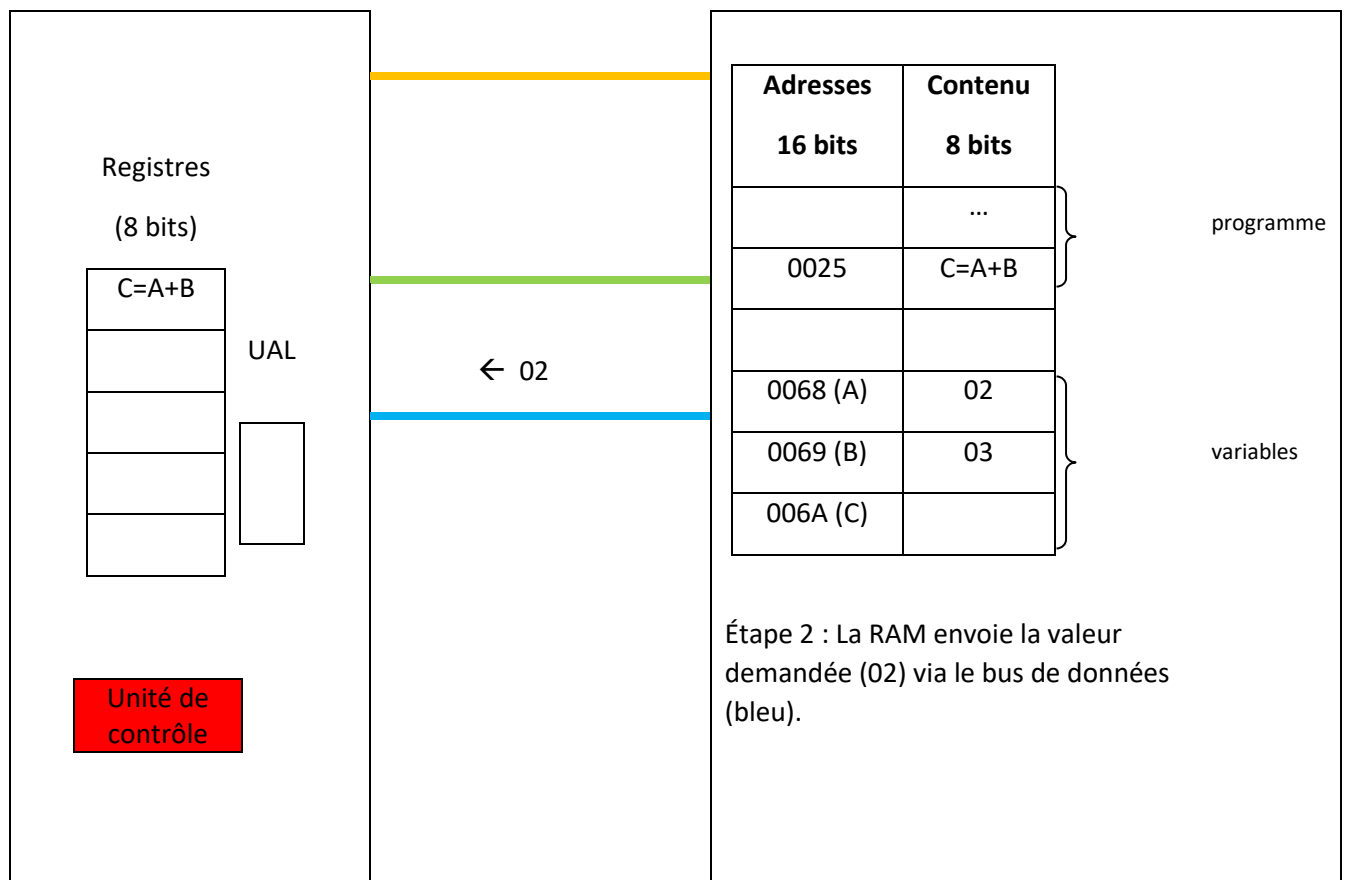 Registres
(8 bits)
C=A+B
UAL
Unité de
contrôle
← 02
Adresses Contenu
16 bits 8 bits
...
0025 C=A+B
0068 (A) 02
0069 (B) 03
006A (C)
programme
variables
Étape 2 : La RAM envoie la valeur
demandée (02) via le bus de données
(bleu).